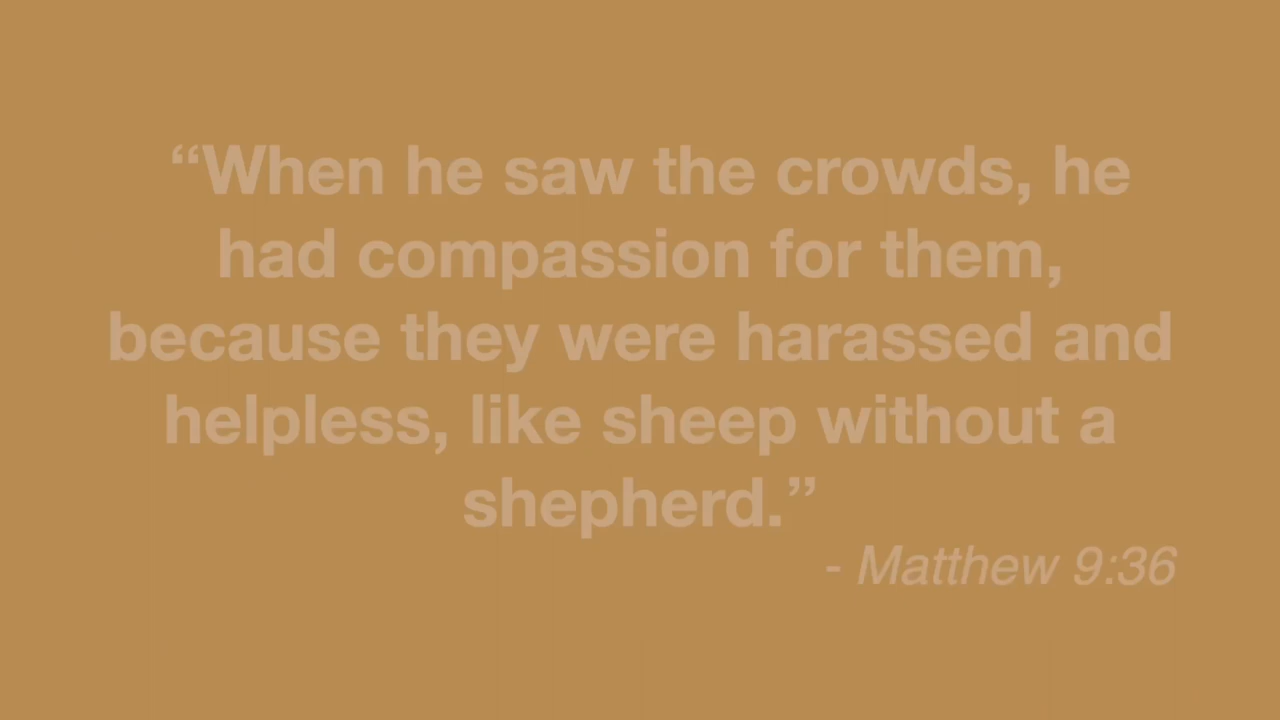 “When he saw the crowds, he
had compassion for them,
because they were harassed and
helpless, like sheep without a
shepherd.”
- Matthew 9:36